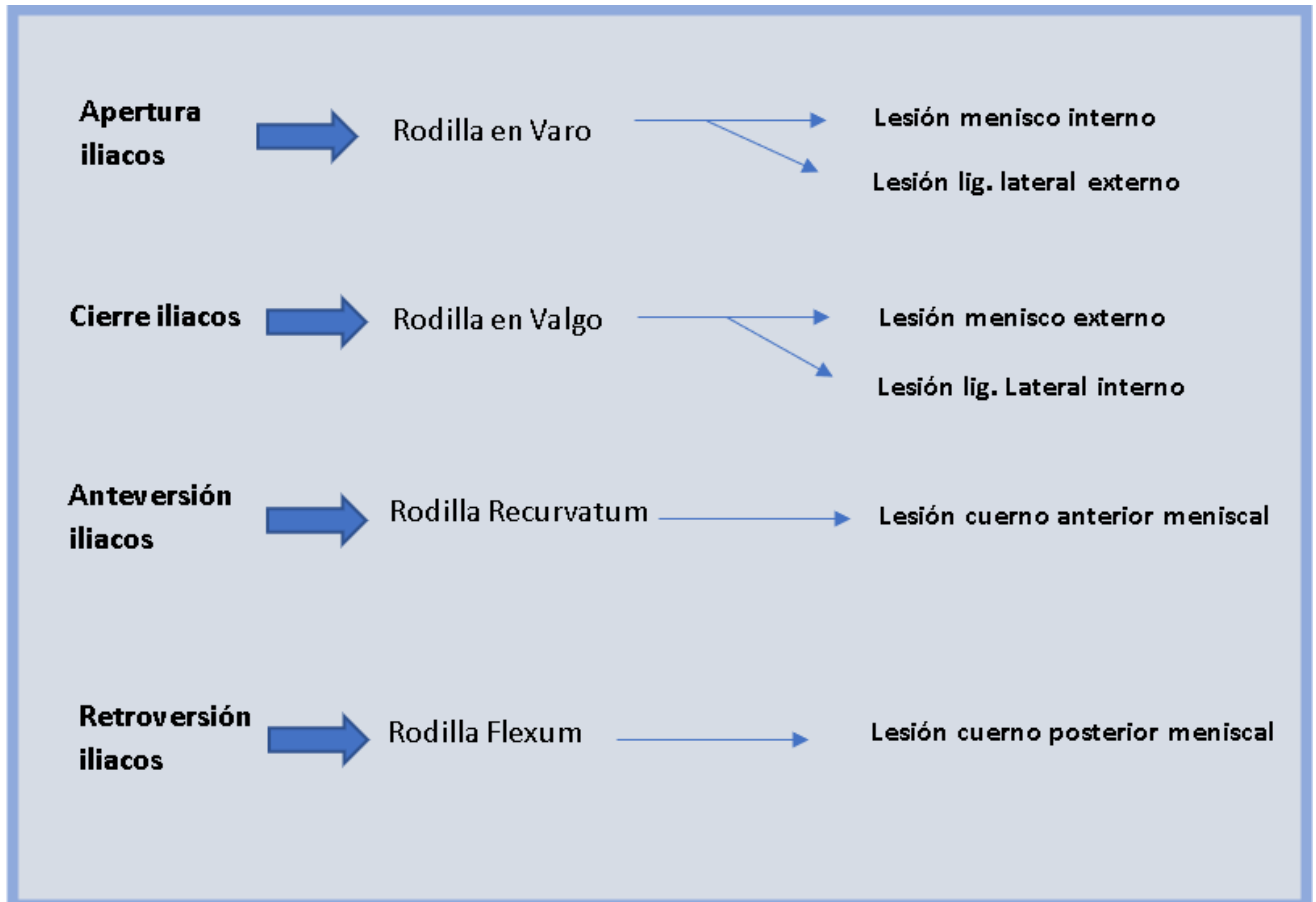 Apertura
iliacos
Rodilla en Varo
Lesión menisco interno
Lesión lig. lateral externo
Cierre iliacos
Rodilla en Valgo
Lesión menisco externo
Lesión lig. Lateral interno
Anteversión
iliacos
Rodilla Recurvatum
Lesión cuerno anterior meniscal
Retroversión
iliacos
Rodilla Flexum
Lesión cuerno posterior meniscal